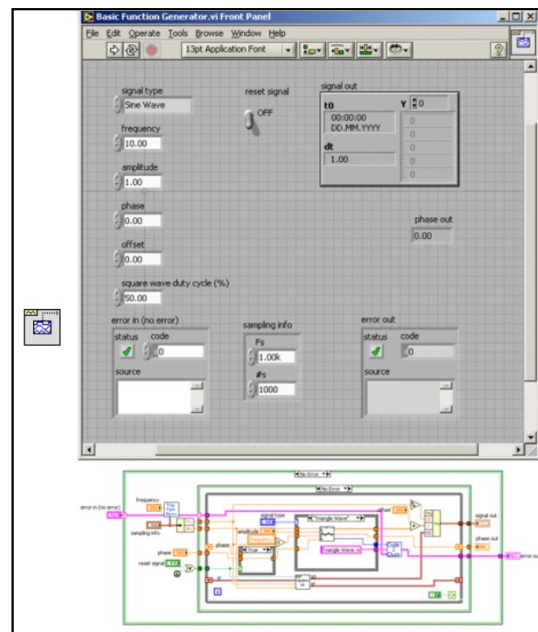 Basic Function Generator.vi Front Panel
File Edit Operate Tools Browse Window Help
13pt Application Font
signal type
Sine Wave
frequency
10.00
amplitude
1.00
phase
0.00
offset
0.00
square wave duty cycle (%)
50.00
reset signal
OFF
signal out
t0
00:00:00
DD.MM.YYYY
dt
1.00
Y
0
0
0
0
0
0
phase out
0.00
error in (no error)
status code
0
source
sampling info
Fs
1.00k
#s
1000
error out
status code
0
source
No Error
No Error
frequency
error in (no error)
sampling info
phase
reset signal
signal type
amplitude
frequency
phase
True
"Triangle Wave"
Triangle Wave.vi
offset
signal out
phase out
error out